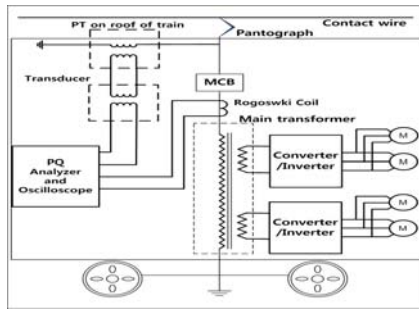 PT on roof of train
Contact wire
Pantograph
Transducer
MCB
Rogoswki Coil
Main transformer
PQ
Analyzer
and
Oscilloscope
Converter
/Inverter
M
M
Converter
/Inverter
M
M